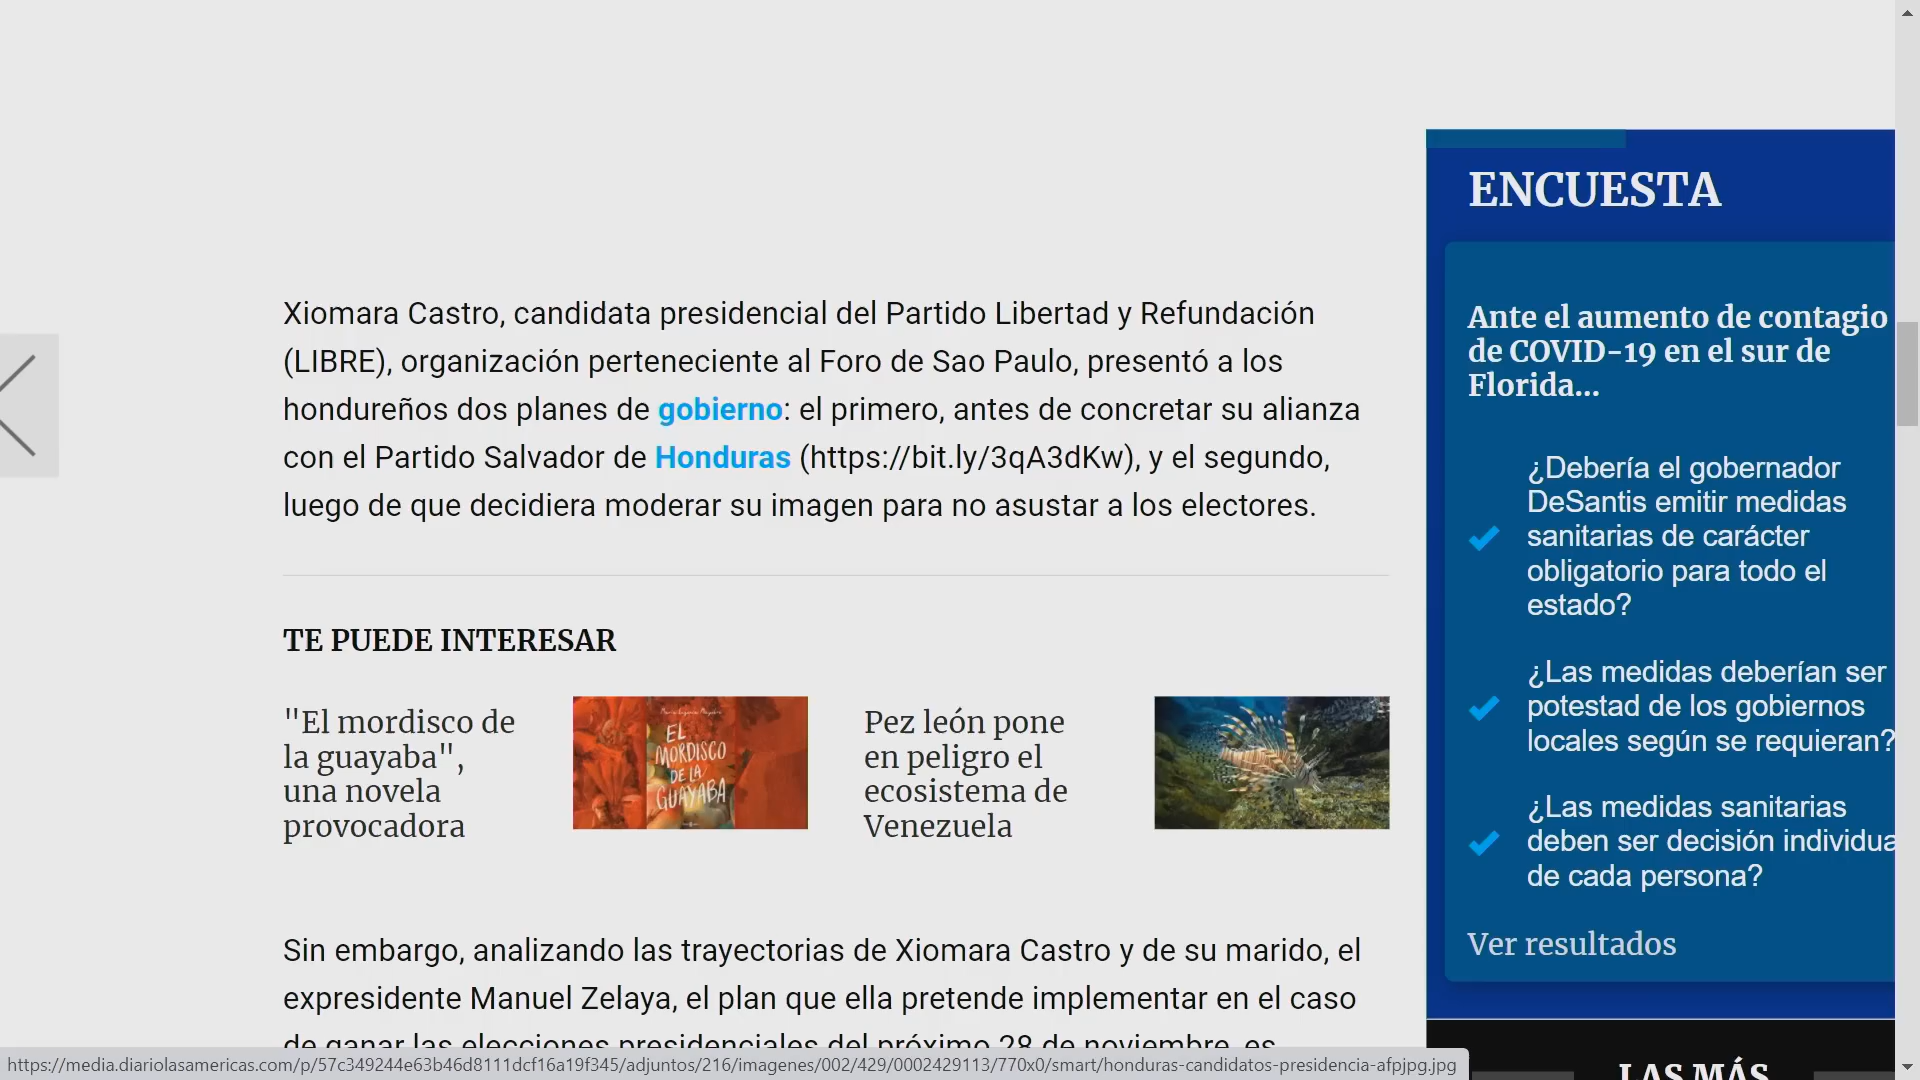 Xiomara Castro, candidata presidencial del Partido Libertad y Refundación
(LIBRE), organización perteneciente al Foro de Sao Paulo, presentó a los
hondureños dos planes de gobierno: el primero, antes de concretar su alianza
con el Partido Salvador de Honduras (https://bit.ly/3qA3dKw), y el segundo,
luego de que decidiera moderar su imagen para no asustar a los electores.
TE PUEDE INTERESAR
"El mordisco de
la guayaba",
una novela
provocadora
EL
MORDISCO
DE LA
GUAYABA
Pez león pone
en peligro el
ecosistema de
Venezuela
Sin embargo, analizando las trayectorias de Xiomara Castro y de su marido, el
expresidente Manuel Zelaya, el plan que ella pretende implementar en el caso
de ganar las elecciones presidenciales del próximo 28 de noviembre, es
ENCUESTA
Ante el aumento de contagio
de COVID-19 en el sur de
Florida...
¿Debería el gobernador
DeSantis emitir medidas
sanitarias de carácter
obligatorio para todo el
estado?
¿Las medidas deberían ser
potestad de los gobiernos
locales según se requieran?
¿Las medidas sanitarias
deben ser decisión individua
de cada persona?
Ver resultados
LAS MÁS
https://media.diariolasamericas.com/p/57c349244e63b46d8111dcf16a19f345/adjuntos/216/imagenes/002/429/0002429113/770x0/smart/honduras-candidatos-presidencia-afpjpg.jpg